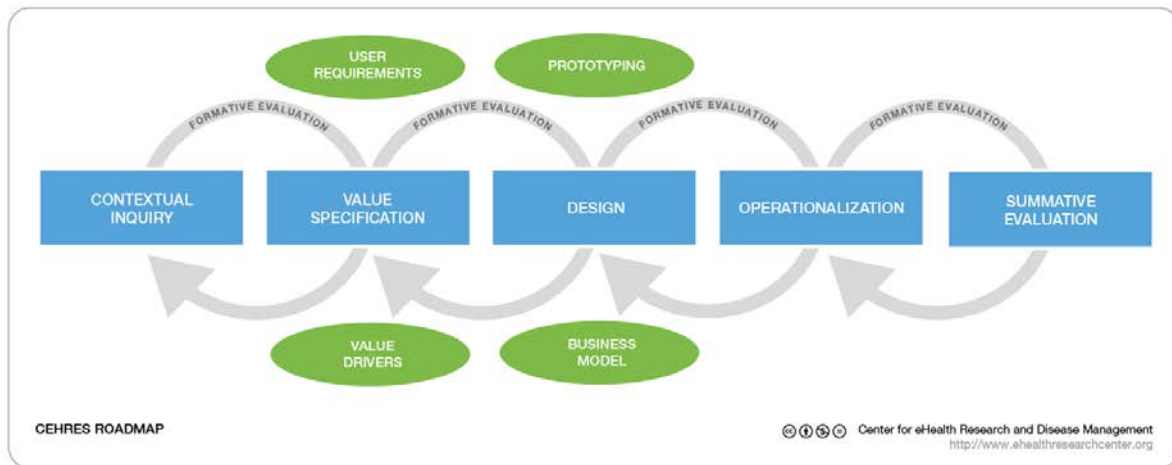 USER
REQUIREMENTS
PROTOTYPING
FORMATIVE EVALUATION
FORMATIVE EVALUATION
FORMATIVE EVALUATION
FORMATIVE EVALUATION
CONTEXTUAL
INQUIRY
VALUE
SPECIFICATION
DESIGN
OPERATIONALIZATION
SUMMATIVE
EVALUATION
VALUE
DRIVERS
BUSINESS
MODEL
CEHRES ROADMAP
Center for eHealth Research and Disease Management
http://www.ehealthresearchcenter.org